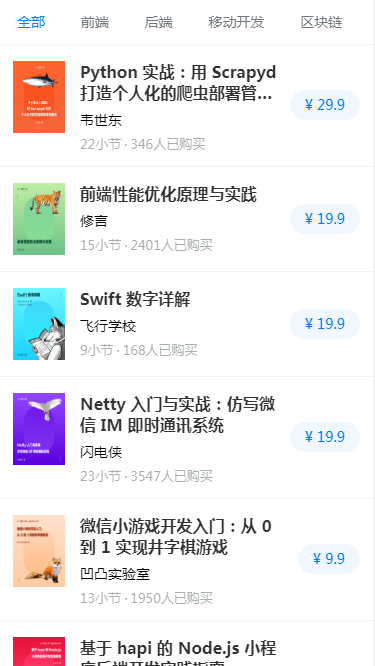 全部 前端 后端 移动开发 区块链
Python 实战：用 Scrapyd
打造个人化的爬虫部署管...
韦世东
¥ 29.9
22小节 · 346人已购买
前端性能优化原理与实践
修言
¥ 19.9
15小节 · 2401人已购买
Swift 数字详解
飞行学校
¥ 19.9
9小节 · 168人已购买
Netty 入门与实战：仿写微
信 IM 即时通讯系统
闪电侠
¥ 19.9
23小节 · 3547人已购买
微信小游戏开发入门：从 0
到 1 实现井字棋游戏
凹凸实验室
¥ 9.9
13小节 · 1950人已购买
基于 hapi 的 Node.js 小程
序后端开发实践指南